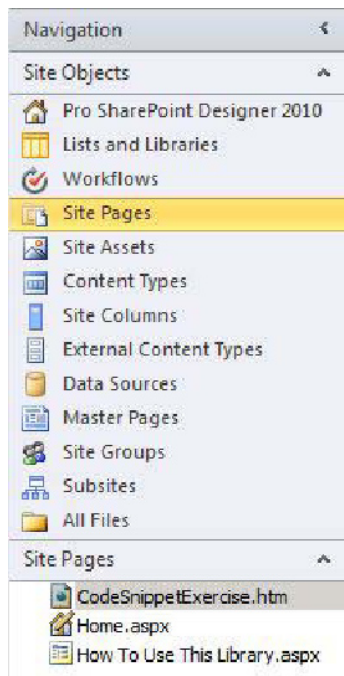 Navigation
Site Objects
Pro SharePoint Designer 2010
Lists and Libraries
Workflows
Site Pages
Site Assets
Content Types
Site Columns
External Content Types
Data Sources
Master Pages
Site Groups
Subsites
All Files
Site Pages
CodeSnippetExercise.htm
Home.aspx
How To Use This Library.aspx